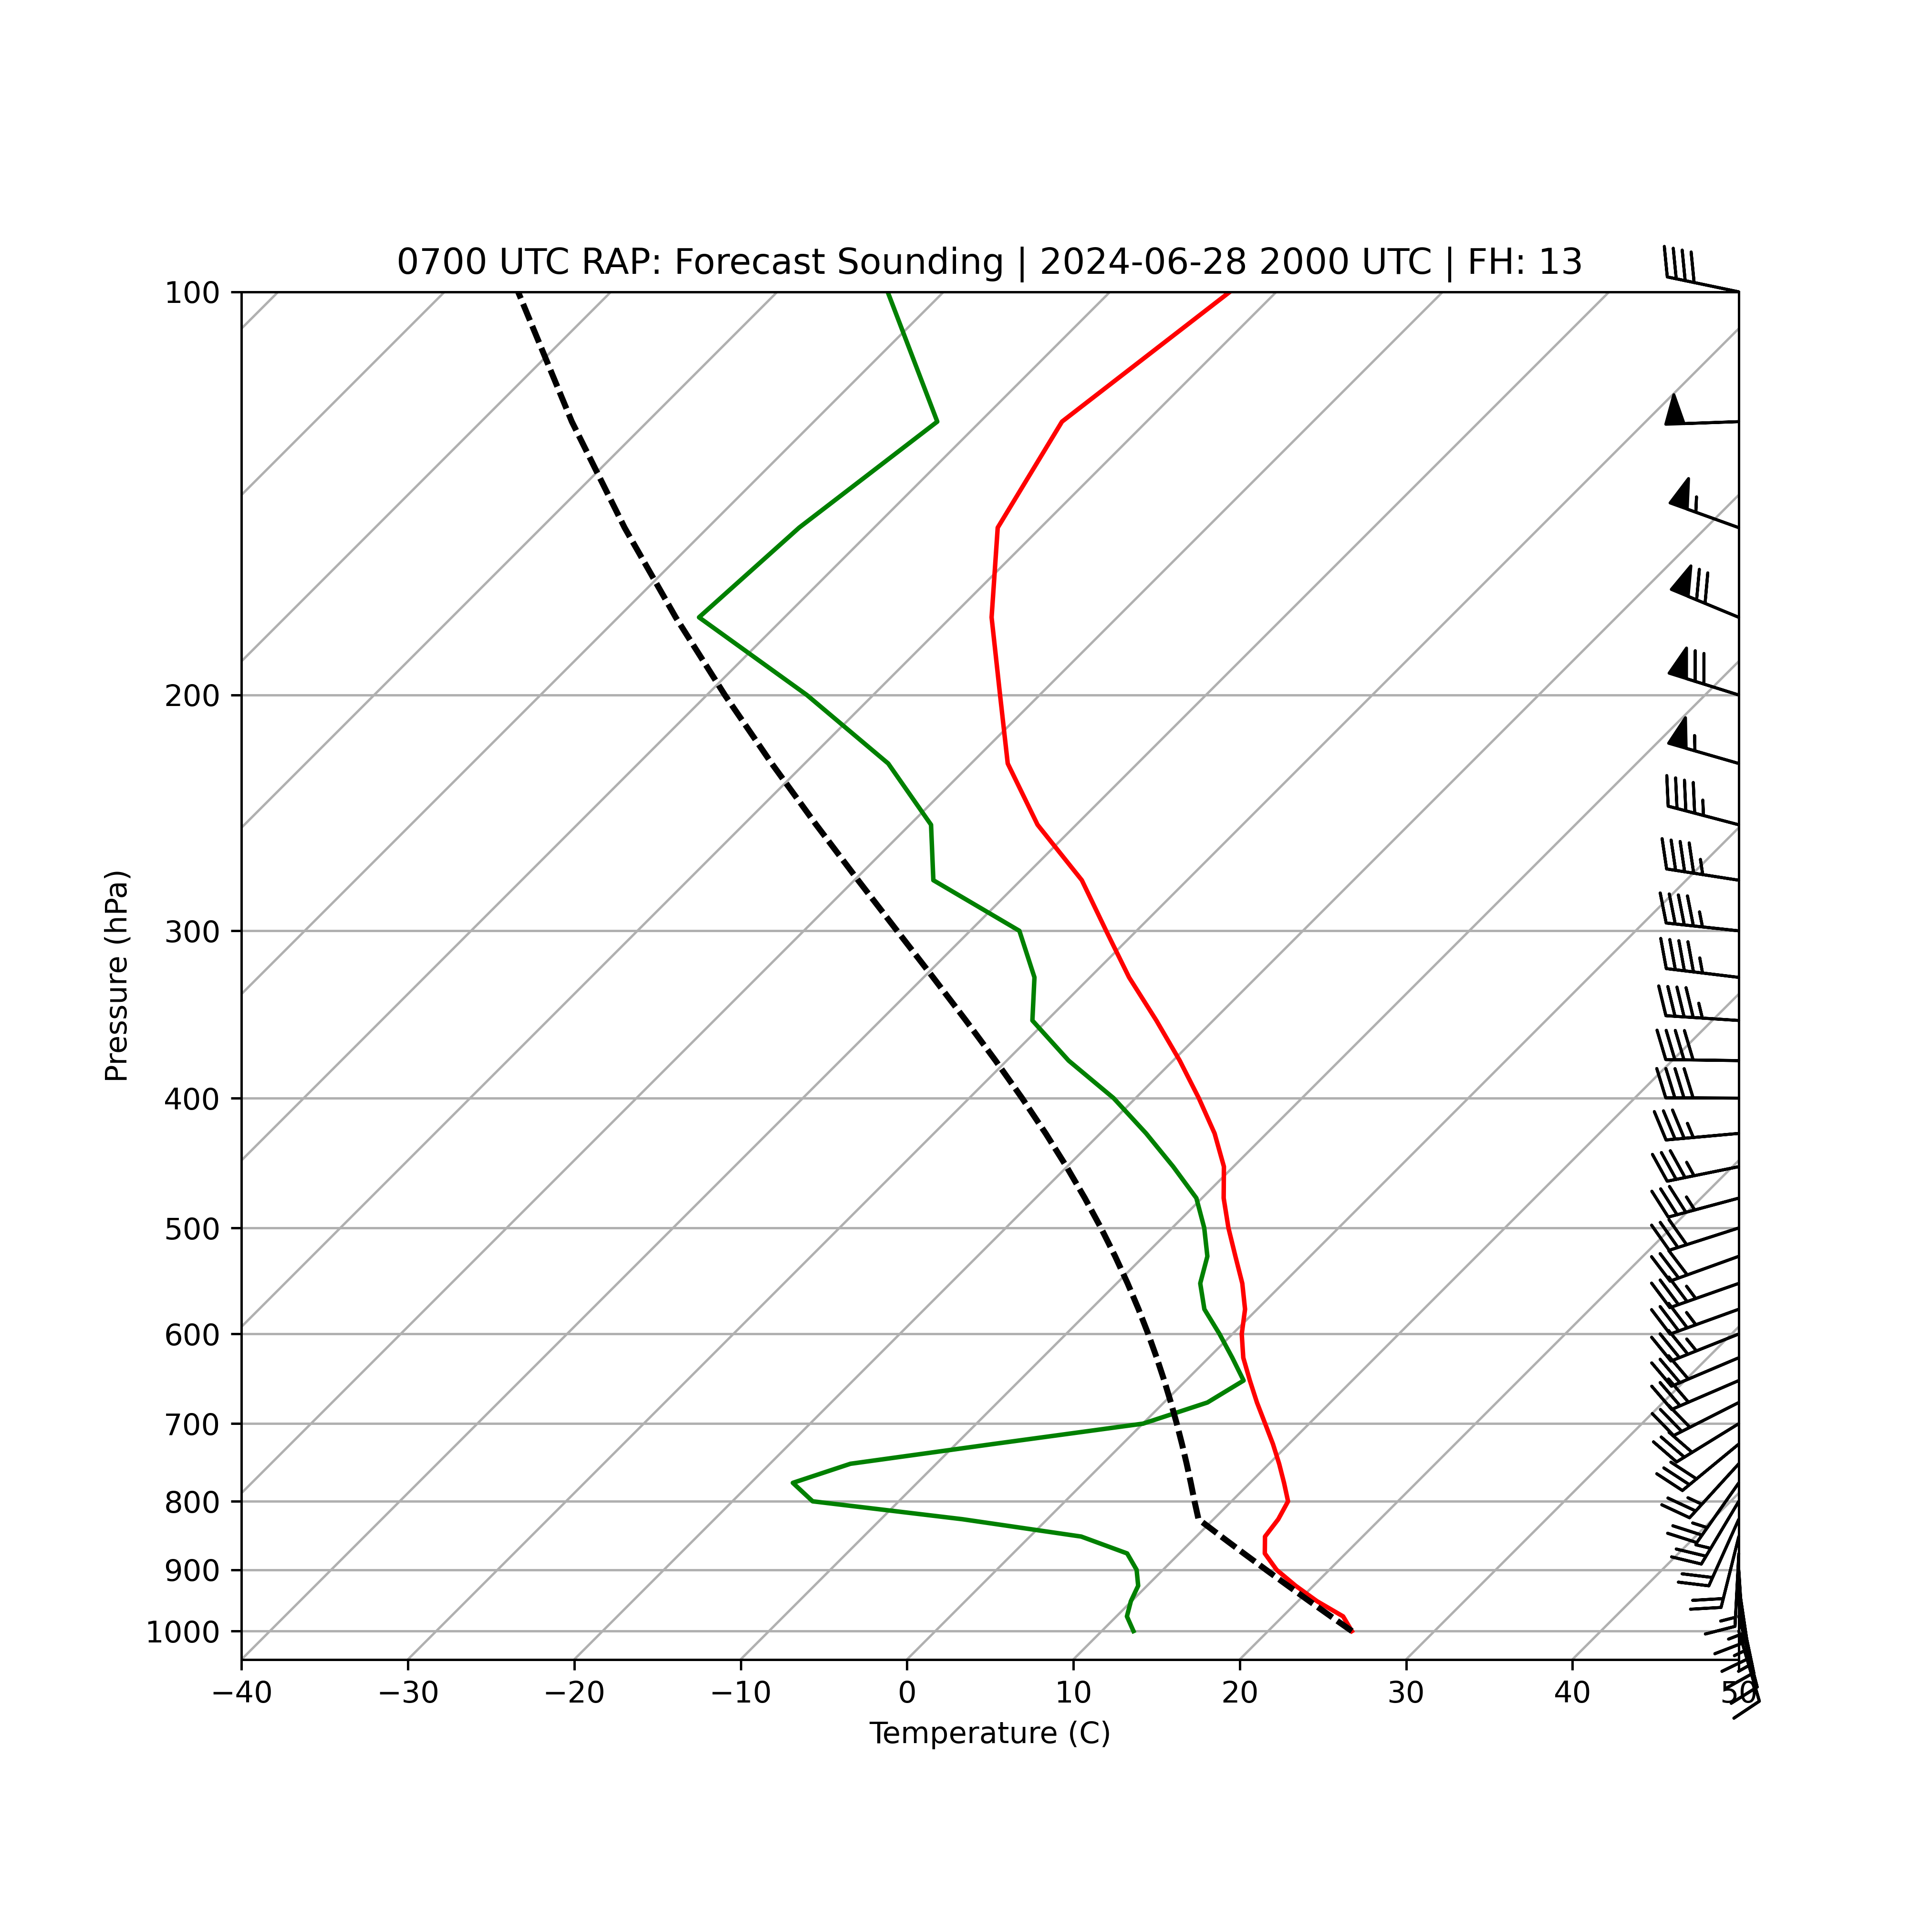 0700 UTC RAP: Forecast Sounding | 2024-06-28 2000 UTC | FH: 13
100
200
300
400
500
600
700
800
900
1000
Pressure (hPa)
−40 −30 −20 −10 0 10 20 30 40 50
Temperature (C)